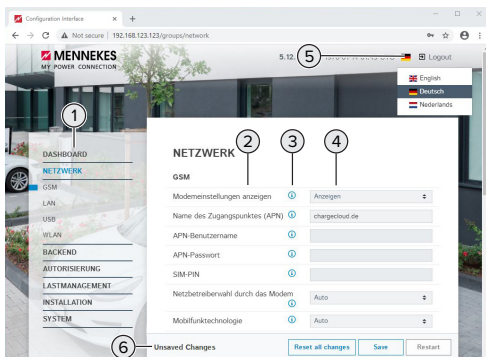 Configuration Interface
Not secure | 192.168.123.123/groups/network
MENNEKES
MY POWER CONNECTION
5.12.
5
Logout
English
Deutsch
Nederlands
1
2
3
4
DASHBOARD
NETZWERK
GSM
LAN
USB
WLAN
BACKEND
AUTORISIERUNG
LASTMANAGEMENT
INSTALLATION
SYSTEM
NETZWERK
GSM
Modemeinstellungen anzeigen Anzeigen
Name des Zugangspunktes (APN) chargecloud.de
APN-Benutzername
APN-Passwort
SIM-PIN
Netzbetreiberwahl durch das Modem Auto
Mobilfunktechnologie Auto
6
Unsaved Changes Reset all changes Save Restart